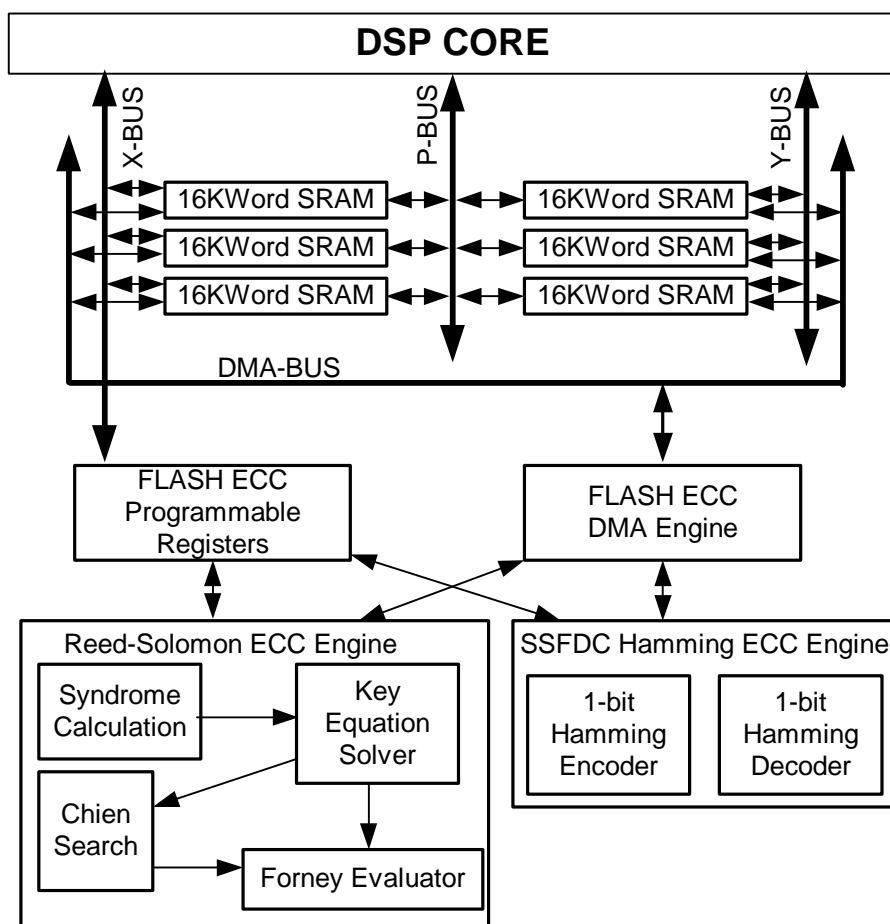 DSP CORE
X-BUS
P-BUS
Y-BUS
16KWord SRAM
16KWord SRAM
16KWord SRAM
16KWord SRAM
16KWord SRAM
16KWord SRAM
DMA-BUS
FLASH ECC
Programmable
Registers
FLASH ECC
DMA Engine
Reed-Solomon ECC Engine
Syndrome
Calculation
Key
Equation
Solver
Chien
Search
Forney Evaluator
SSFDC Hamming ECC Engine
1-bit
Hamming
Encoder
1-bit
Hamming
Decoder